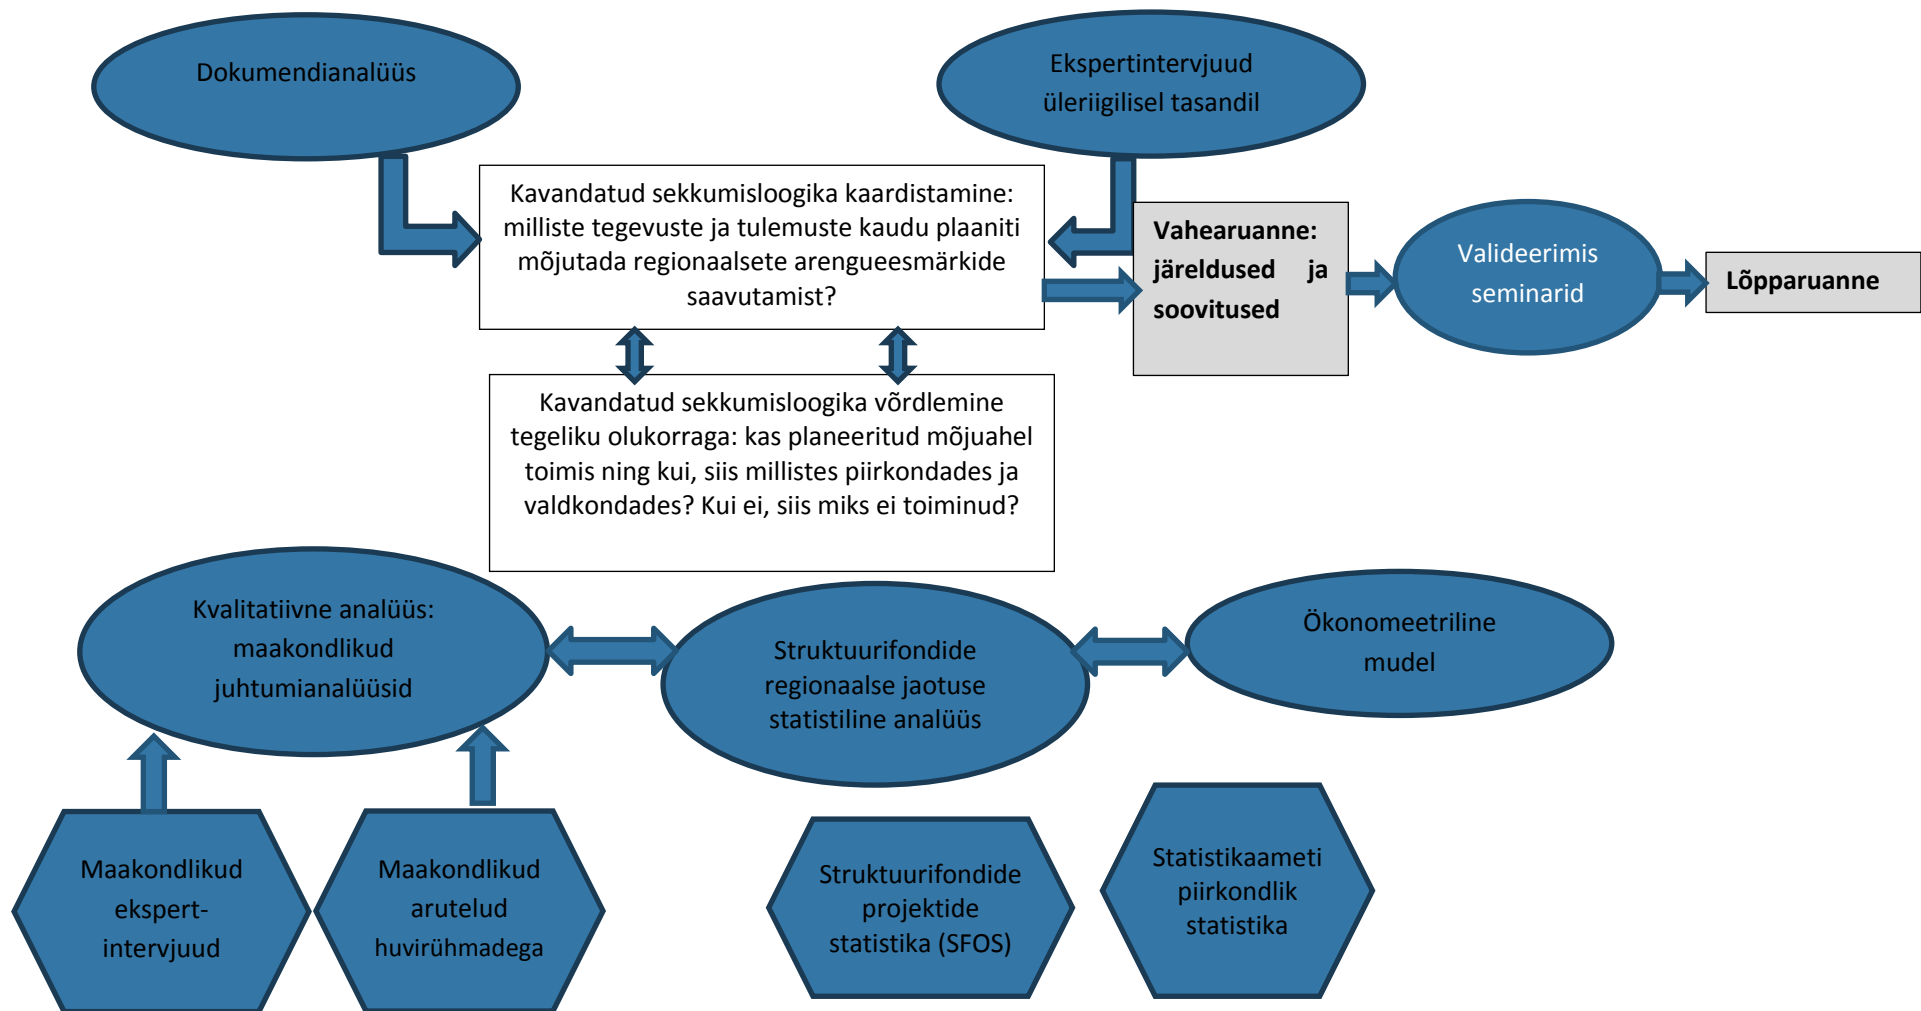 Dokumendianalüüs
Ekspertintervjuud
üleriigilisel tasandil
Kavandatud sekkumisloogika kaardistamine:
milliste tegevuste ja tulemuste kaudu plaaniti
mõjutada regionaalsete arengueesmärkide
saavutamist?
Vahearuanne:
järeldused ja
soovitused
Valideerimis
seminarid
Lõpparuanne
Kavandatud sekkumisloogika võrdlemine
tegeliku olukorraga: kas planeeritud mõjuahel
toimis ning kui, siis millistes piirkondades ja
valdkondades? Kui ei, siis miks ei toiminud?
Kvalitatiivne analüüs:
maakondlikud
juhtumianalüüsid
Struktuurifondide
regionaalse jaotuse
statistiline analüüs
Ökonomeetriline
mudel
Maakondlikud
ekspert-
intervjuud
Maakondlikud
arutelud
huvirühmadega
Struktuurifondide
projektide
statistika (SFOS)
Statistikaameti
piirkondlik
statistika